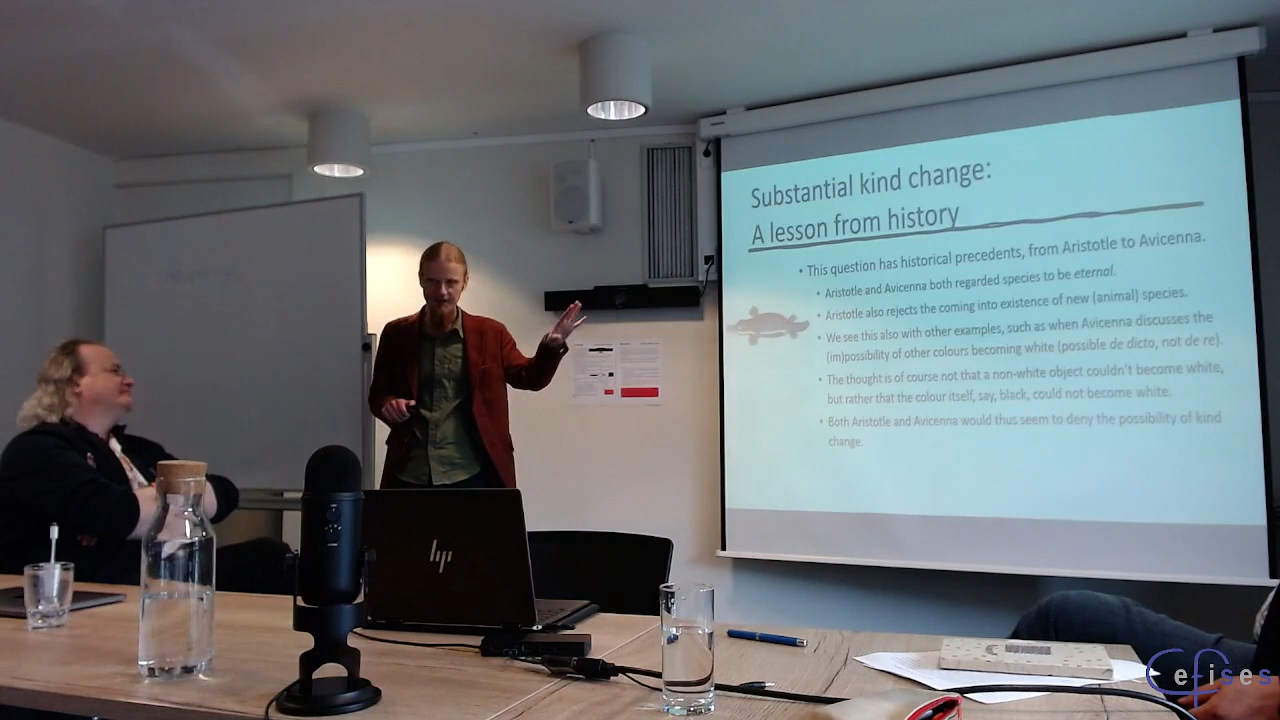 Substantial kind change:
A lesson from history
• This question has historical precedents, from Aristotle to Avicenna.
• Aristotle and Avicenna both regarded species to be eternal.
• Aristotle also rejects the coming into existence of new (animal) species.
• We see this also with other examples, such as when Avicenna discusses the
(im)possibility of other colours becoming white (possible de dicto, not de re).
• The thought is of course not that a non-white object couldn't become white,
but rather that the colour itself, say, black, could not become white.
• Both Aristotle and Avicenna would thus seem to deny the possibility of kind
change.
hp
Cefises